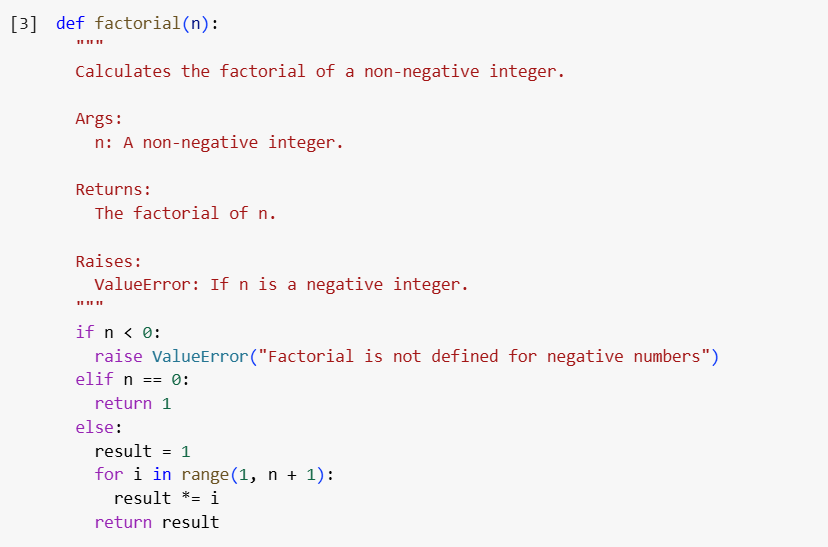 [3] def factorial(n):
"""
Calculates the factorial of a non-negative integer.
Args:
n: A non-negative integer.
Returns:
The factorial of n.
Raises:
ValueError: If n is a negative integer.
"""
if n < 0:
raise ValueError("Factorial is not defined for negative numbers")
elif n == 0:
return 1
else:
result = 1
for i in range(1, n + 1):
result *= i
return result